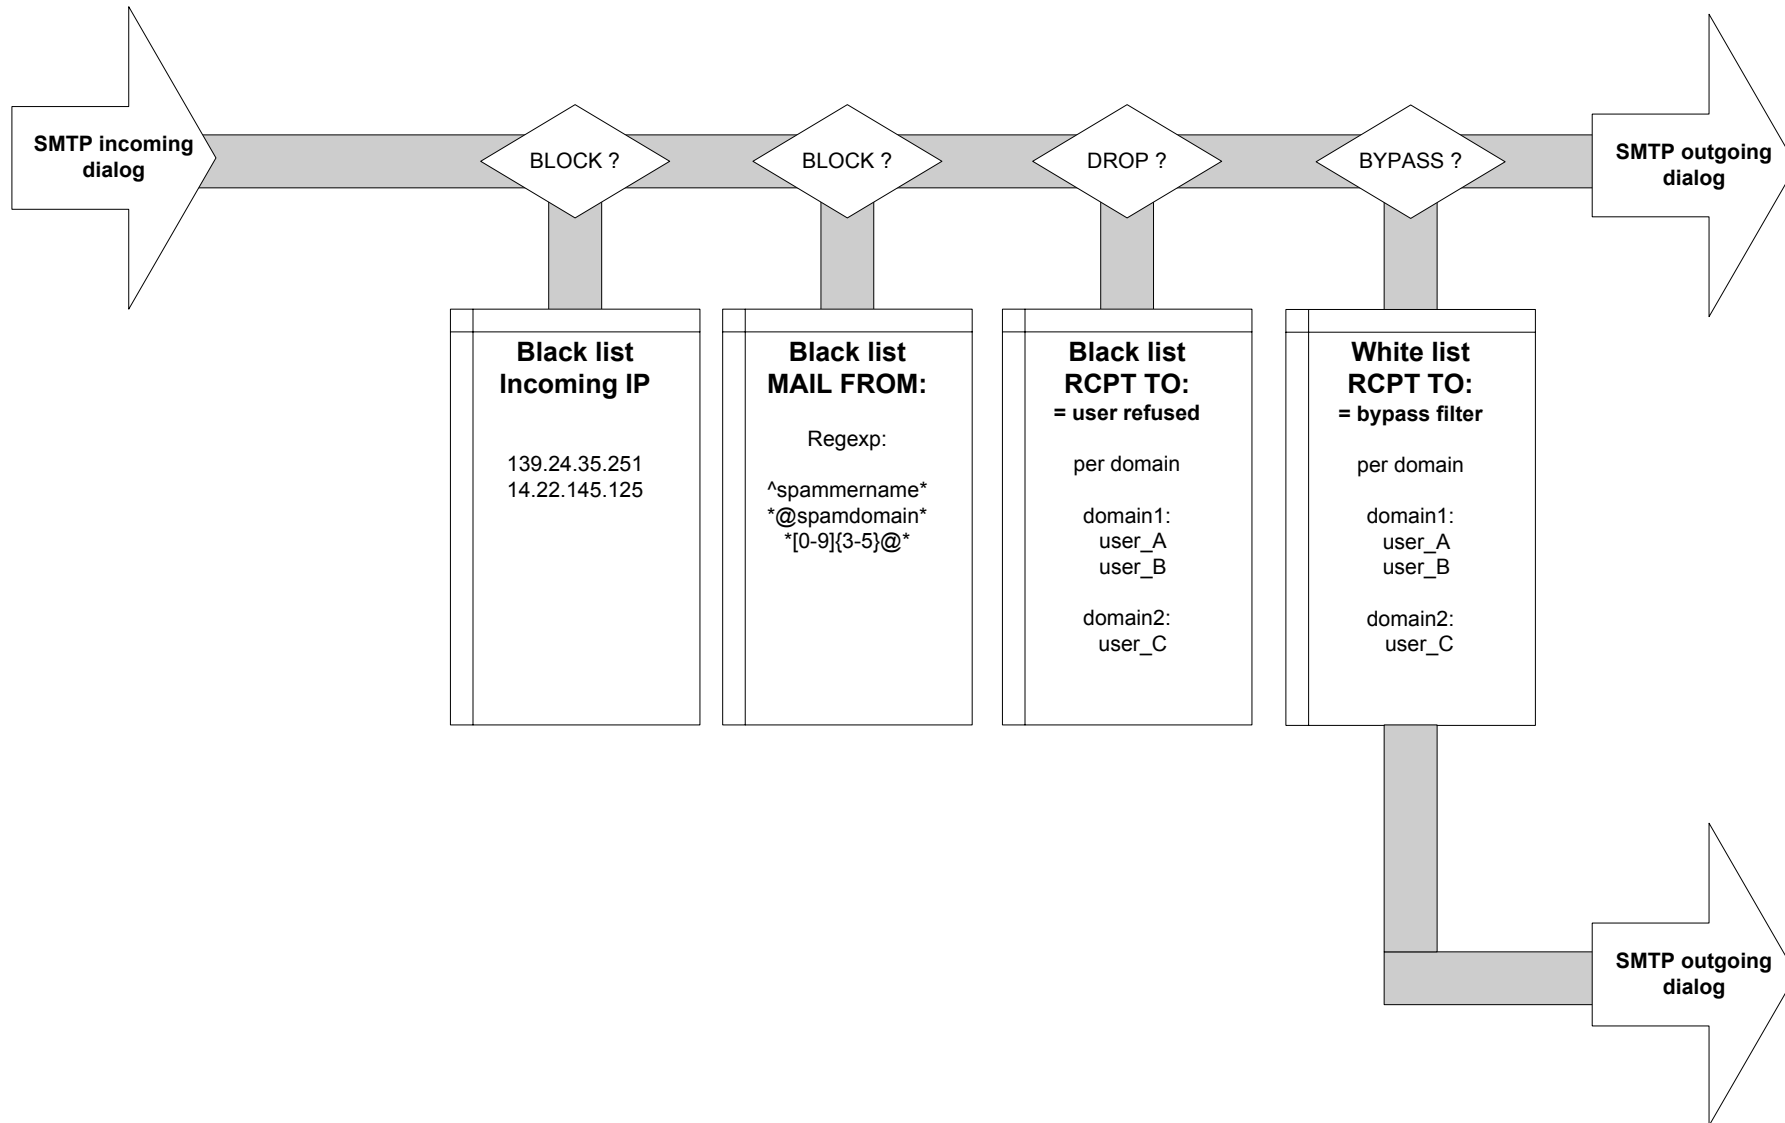 SMTP incoming
dialog
BLOCK ?
BLOCK ?
DROP ?
BYPASS ?
SMTP outgoing
dialog
Black list
Incoming IP
139.24.35.251
14.22.145.125
Black list
MAIL FROM:
Regexp:
^spammername*
*@spamdomain*
*[0-9]{3-5}@*
Black list
RCPT TO:
= user refused
per domain
domain1:
user_A
user_B
domain2:
user_C
White list
RCPT TO:
= bypass filter
per domain
domain1:
user_A
user_B
domain2:
user_C
SMTP outgoing
dialog